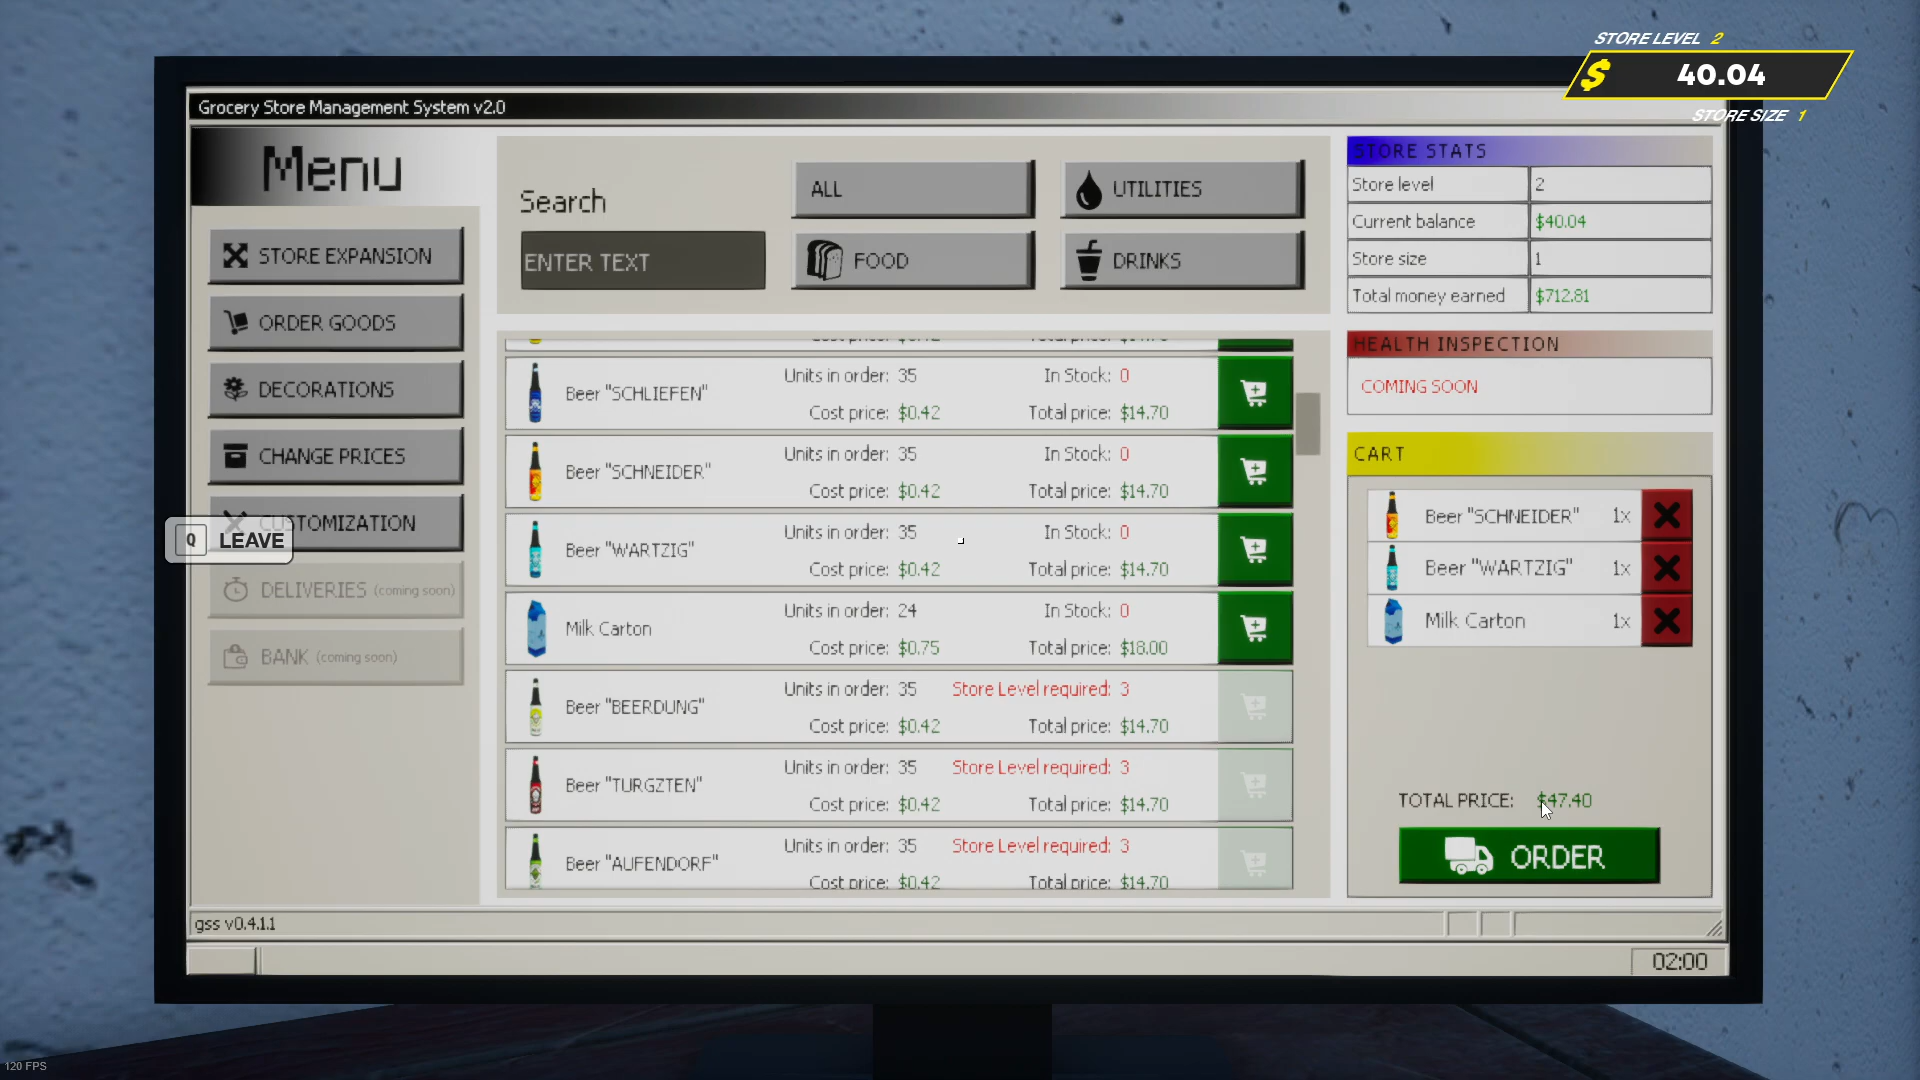 STORE LEVEL 2
$ 40.04
STORE SIZE 1
Grocery Store Management System v2.0
Menu
STORE EXPANSION
ORDER GOODS
DECORATIONS
CHANGE PRICES
CUSTOMIZATION
Q LEAVE
DELIVERIES (coming soon)
BANK (coming soon)
Search
ENTER TEXT
ALL
UTILITIES
FOOD
DRINKS
Beer "SCHLIEFEN"
Units in order: 35
In Stock: 0
Cost price: $0.42
Total price: $14.70
Beer "SCHNEIDER"
Units in order: 35
In Stock: 0
Cost price: $0.42
Total price: $14.70
Beer "WARTZIG"
Units in order: 35
In Stock: 0
Cost price: $0.42
Total price: $14.70
Milk Carton
Units in order: 24
In Stock: 0
Cost price: $0.75
Total price: $18.00
Beer "BEERDUNG"
Units in order: 35
Store Level required: 3
Cost price: $0.42
Total price: $14.70
Beer "TURGZTEN"
Units in order: 35
Store Level required: 3
Cost price: $0.42
Total price: $14.70
Beer "AUFENDORF"
Units in order: 35
Store Level required: 3
Cost price: $0.42
Total price: $14.70
STORE STATS
Store level 2
Current balance $40.04
Store size 1
Total money earned $712.81
HEALTH INSPECTION
COMING SOON
CART
Beer "SCHNEIDER" 1x
Beer "WARTZIG" 1x
Milk Carton 1x
TOTAL PRICE: $47.40
ORDER
gss v0.4.1.1
02:00
120 FPS